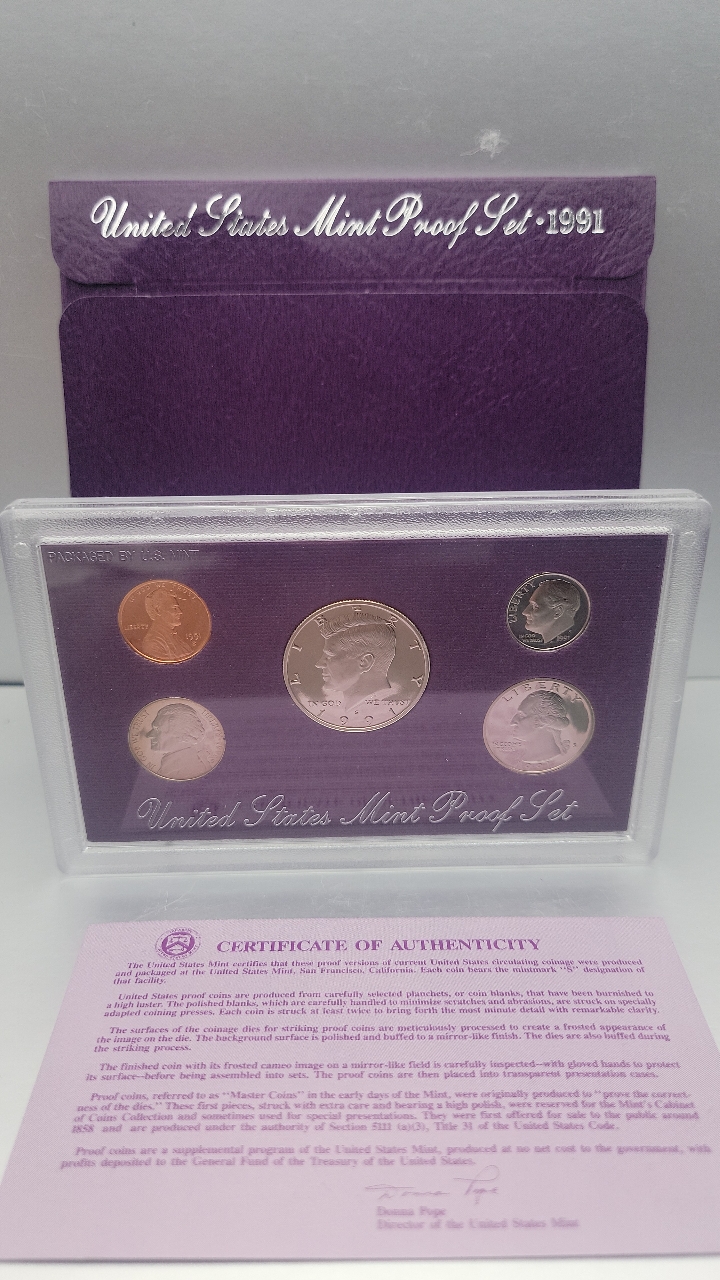 United States Mint Proof Set · 1991
PACKAGED BY U.S. MINT
LIBERTY
1991
LIBERTY
IN GOD WE TRUST
1991
LIBERTY
IN GOD
WE TRUST
LIBERTY
United States Mint Proof Set
CERTIFICATE OF AUTHENTICITY
The United States Mint certifies that these proof versions of current United States circulating coinage were produced
and packaged at the United States Mint, San Francisco, California. Each coin bears the mintmark "S" designation of
that facility.
United States proof coins are produced from carefully selected planchets, or coin blanks, that have been burnished to
a high luster. The polished blanks, which are carefully handled to minimize scratches and abrasions, are struck on specially
adapted coining presses. Each coin is struck at least twice to bring forth the most minute detail with remarkable clarity.
The surfaces of the coinage dies for striking proof coins are meticulously processed to create a frosted appearance of
the image on the die. The background surface is polished and buffed to a mirror-like finish. The dies are also buffed during
the striking process.
The finished coin with its frosted cameo image on a mirror-like field is carefully inspected--with gloved hands to protect
its surface--before being assembled into sets. The proof coins are then placed into transparent presentation cases.
Proof coins, referred to as "Master Coins" in the early days of the Mint, were originally produced to "prove the correct-
ness of the dies." These first pieces, struck with extra care and bearing a high polish, were reserved for the Mint's Cabinet
of Coins Collection and sometimes used for special presentations. They were first offered for sale to the public around
1858 and are produced under the authority of Section 5111 (a)(3), Title 31 of the United States Code.
Proof coins are a supplemental program of the United States Mint, produced at no net cost to the government, with
profits deposited to the General Fund of the Treasury of the United States.
Donna Pope
Donna Pope
Director of the United States Mint